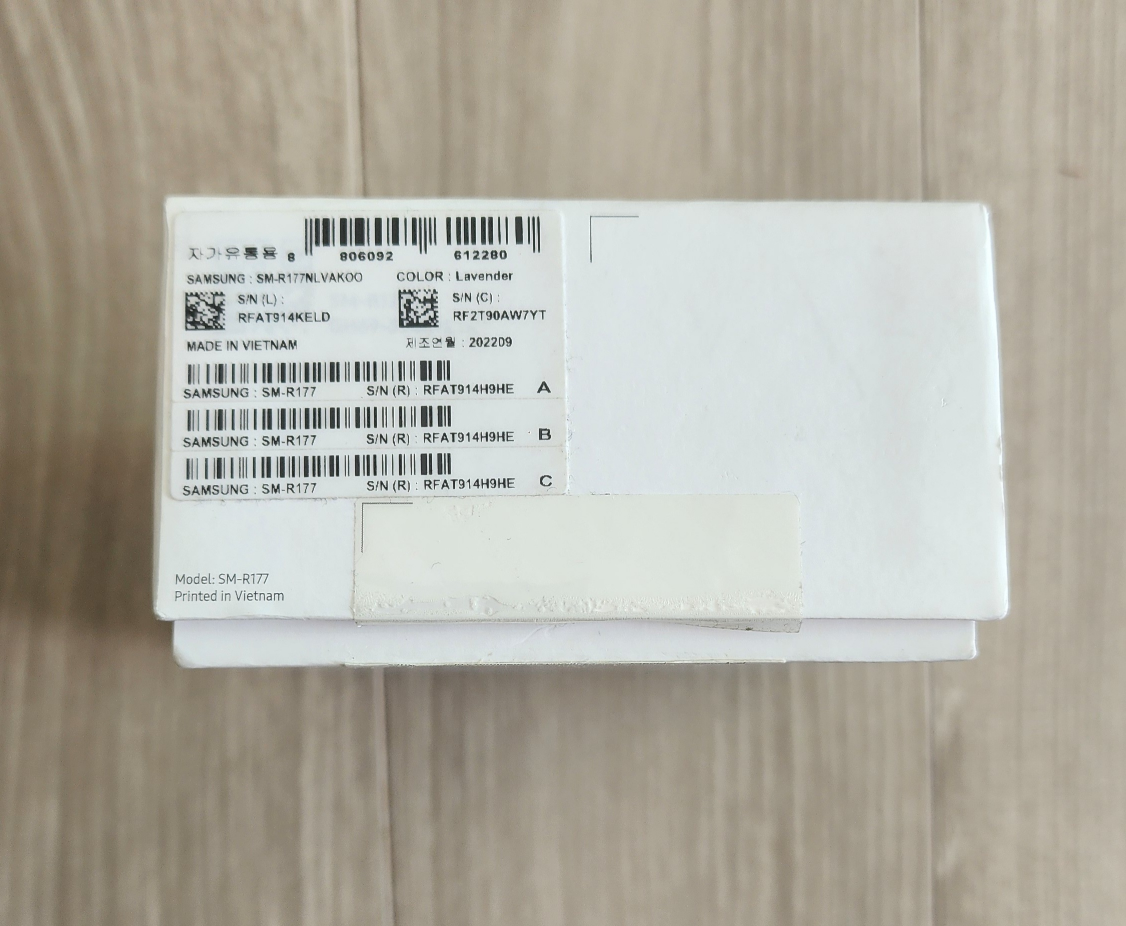 자가유통용 8 806092 612280
SAMSUNG : SM-R177NLVAKOO COLOR : Lavender
S/N (L) : S/N (C) :
RFAT914KELD RF2T90AW7YT
MADE IN VIETNAM 제조연월 : 202209
SAMSUNG : SM-R177 S/N (R) : RFAT914H9HE A
SAMSUNG : SM-R177 S/N (R) : RFAT914H9HE B
SAMSUNG : SM-R177 S/N (R) : RFAT914H9HE C
Model: SM-R177
Printed in Vietnam